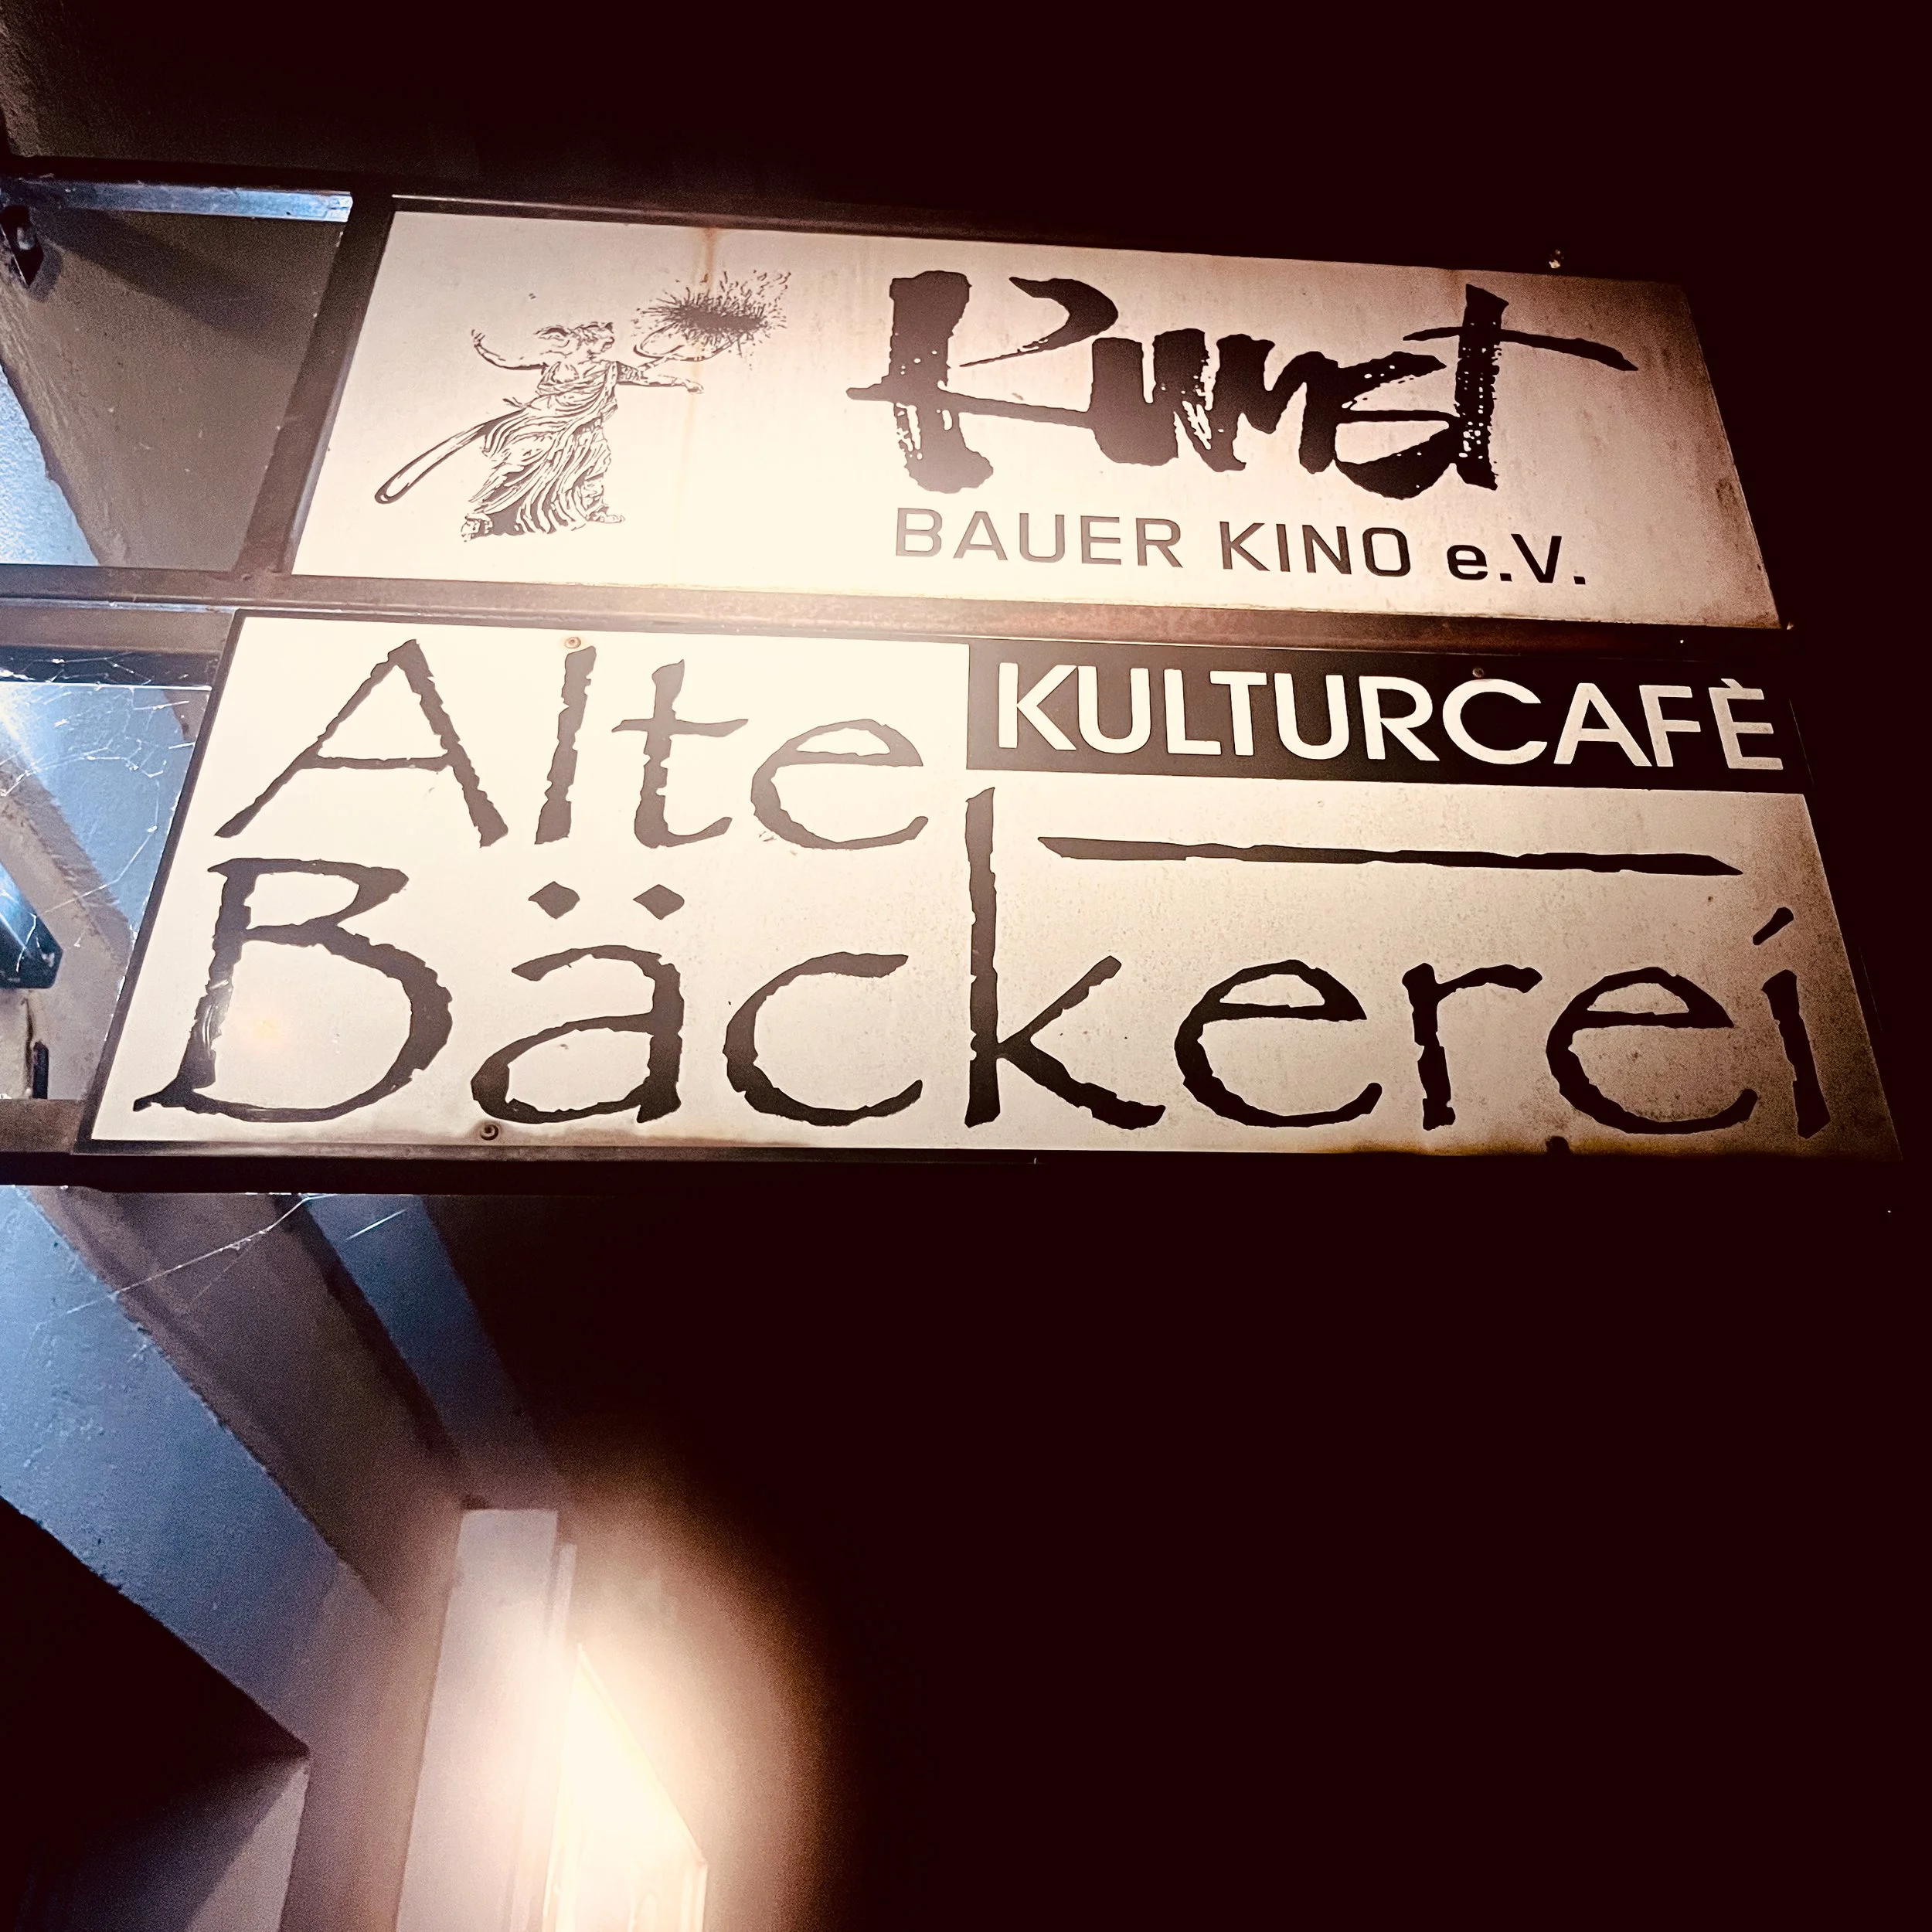 Kunst
BAUER KINO e.V.
KULTURCAFÈ
Alte
Bäckerei